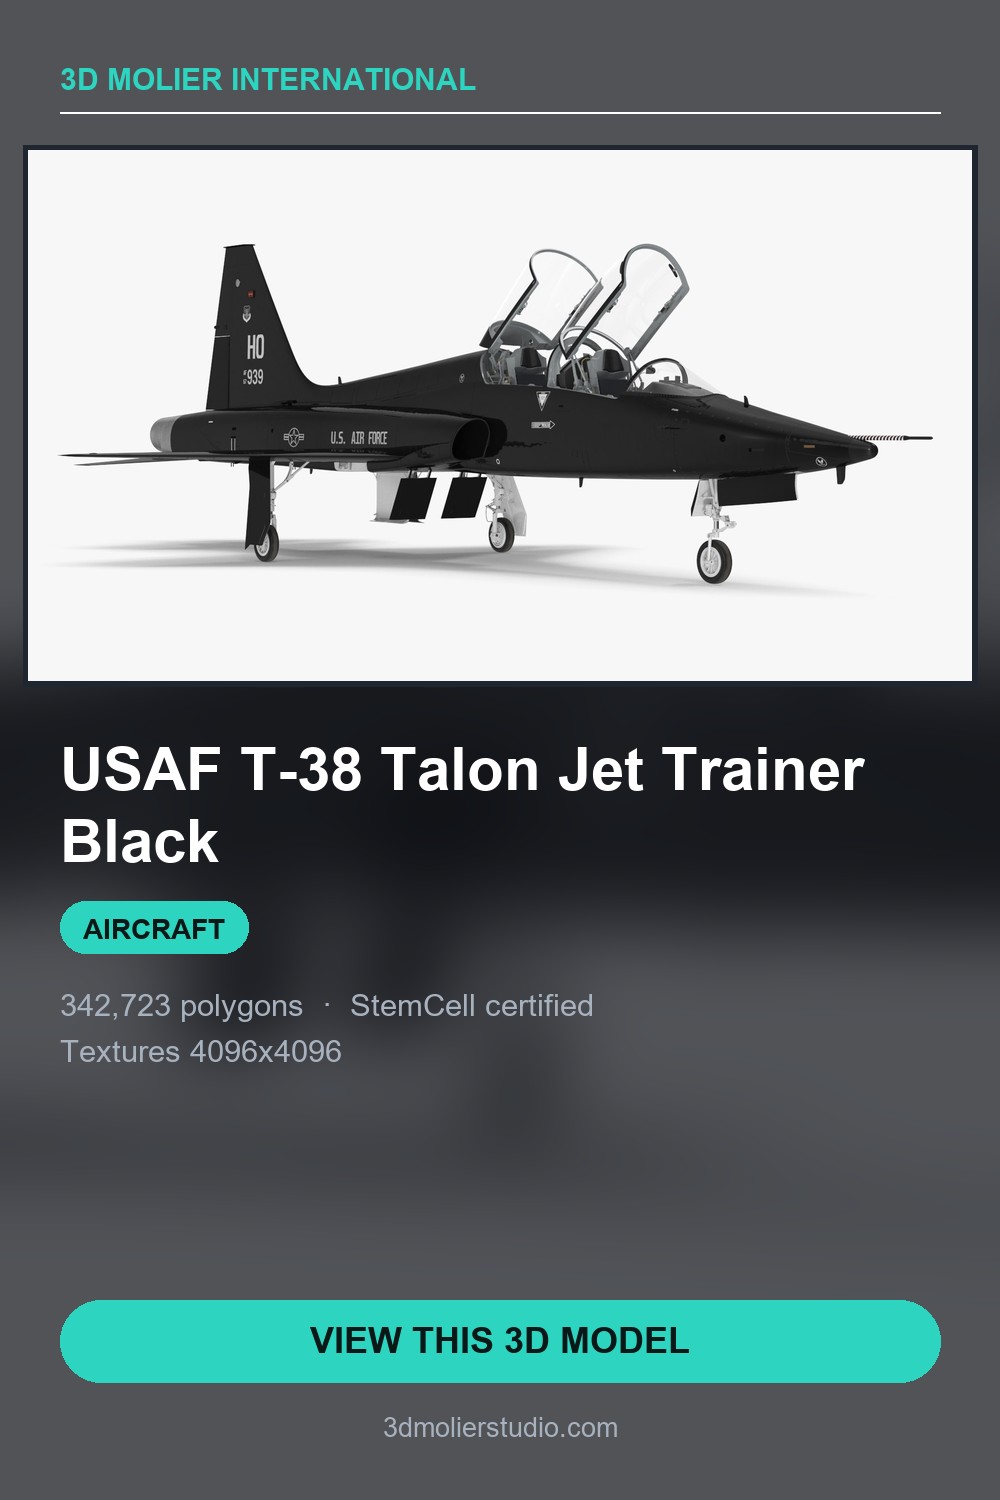 3D MOLIER INTERNATIONAL
HO
939
U.S. AIR FORCE
USAF T-38 Talon Jet Trainer
Black
AIRCRAFT
342,723 polygons · StemCell certified
Textures 4096x4096
VIEW THIS 3D MODEL
3dmolierstudio.com